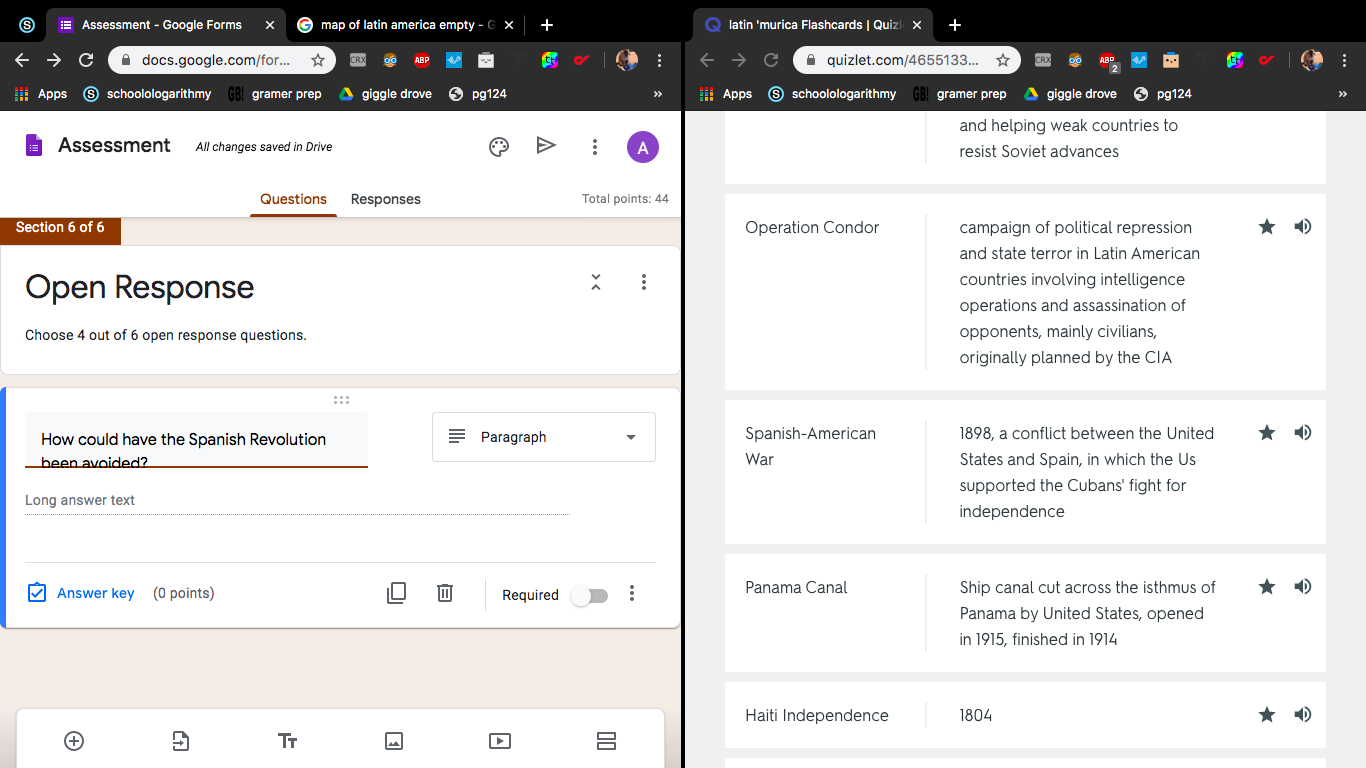 Assessment - Google Forms
map of latin america empty - G
docs.google.com/for...
CRX
ABP
Apps
schoolologarithmy
GB!
gramer prep
giggle drove
pg124
»
Assessment
All changes saved in Drive
A
Questions
Responses
Total points: 44
Section 6 of 6
Open Response
Choose 4 out of 6 open response questions.
How could have the Spanish Revolution
been avoided?
Paragraph
Long answer text
Answer key
(0 points)
Required
Tт
latin 'murica Flashcards | Quizl
quizlet.com/4655133...
CRX
ABP
2
Apps
schoolologarithmy
GB!
gramer prep
giggle drove
pg124
»
and helping weak countries to
resist Soviet advances
Operation Condor
campaign of political repression
and state terror in Latin American
countries involving intelligence
operations and assassination of
opponents, mainly civilians,
originally planned by the CIA
Spanish-American
War
1898, a conflict between the United
States and Spain, in which the Us
supported the Cubans' fight for
independence
Panama Canal
Ship canal cut across the isthmus of
Panama by United States, opened
in 1915, finished in 1914
Haiti Independence
1804